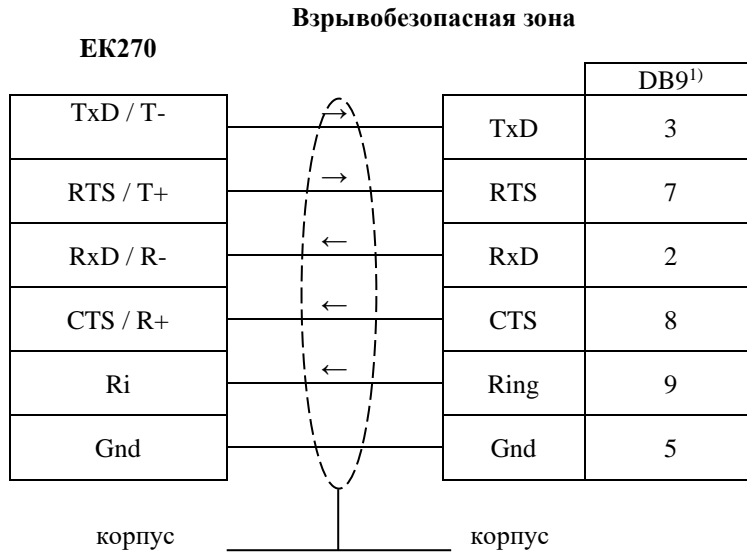 Взрывобезопасная зона
ЕК270
DB9¹⁾
TxD / T- → TxD 3
RTS / T+ → RTS 7
RxD / R- ← RxD 2
CTS / R+ ← CTS 8
Ri ← Ring 9
Gnd Gnd 5
корпус корпус